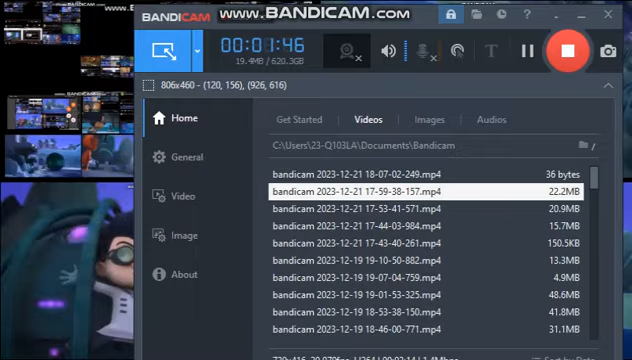 BANDICAM
WWW.BANDICAM.COM
00:01:46
19.4MB / 620.3GB
806x460 - (120, 156), (926, 616)
Home
General
Video
Image
About
Get Started
Videos
Images
Audios
C:\Users\23-Q103LA\Documents\Bandicam
bandicam 2023-12-21 18-07-02-249.mp4 36 bytes
bandicam 2023-12-21 17-59-38-157.mp4 22.2MB
bandicam 2023-12-21 17-53-41-571.mp4 20.9MB
bandicam 2023-12-21 17-44-03-984.mp4 15.7MB
bandicam 2023-12-21 17-43-40-261.mp4 150.5KB
bandicam 2023-12-19 19-10-50-882.mp4 13.3MB
bandicam 2023-12-19 19-07-04-759.mp4 4.9MB
bandicam 2023-12-19 19-01-53-325.mp4 48.6MB
bandicam 2023-12-19 18-53-38-150.mp4 41.8MB
bandicam 2023-12-19 18-46-00-771.mp4 31.1MB